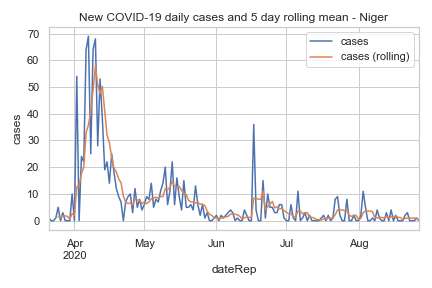 New COVID-19 daily cases and 5 day rolling mean - Niger
cases
cases (rolling)
70
60
50
40
30
20
10
0
cases
Apr
2020
May
Jun
Jul
Aug
dateRep